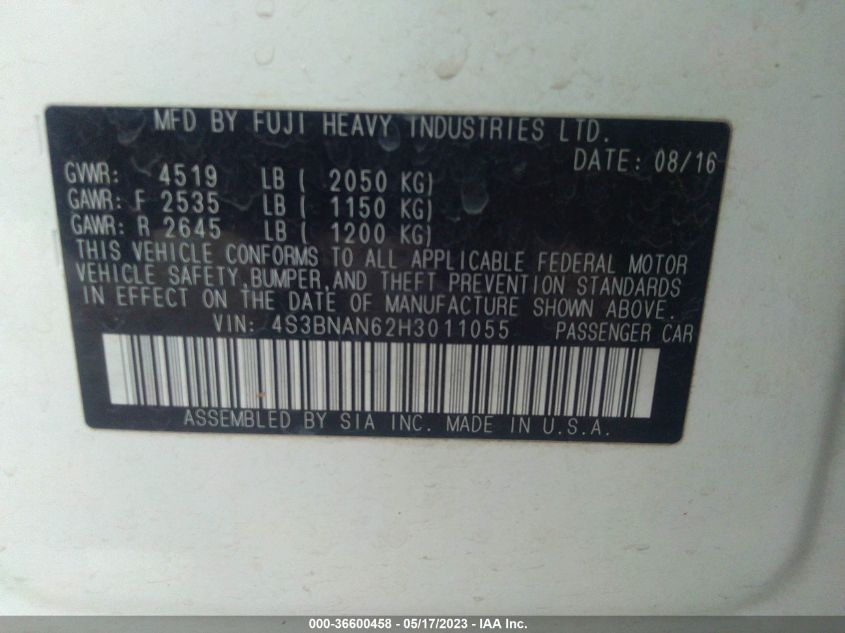 MFD BY FUJI HEAVY INDUSTRIES LTD.
DATE: 08/16
GVWR: 4519 LB ( 2050 KG)
GAWR: F 2535 LB ( 1150 KG)
GAWR: R 2645 LB ( 1200 KG)
THIS VEHICLE CONFORMS TO ALL APPLICABLE FEDERAL MOTOR
VEHICLE SAFETY, BUMPER, AND THEFT PREVENTION STANDARDS
IN EFFECT ON THE DATE OF MANUFACTURE SHOWN ABOVE.
VIN: 4S3BNAN62H3011055 PASSENGER CAR
ASSEMBLED BY SIA INC. MADE IN U.S.A.
000-36600458 - 05/17/2023 - IAA Inc.